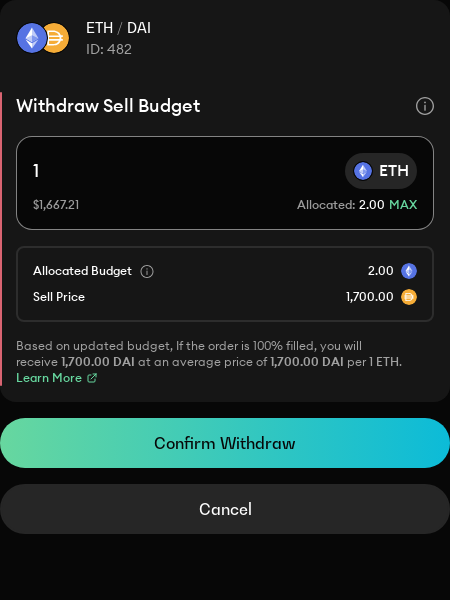 ETH / DAI
ID: 482
Withdraw Sell Budget
1
ETH
$1,667.21
Allocated: 2.00 MAX
Allocated Budget
2.00
Sell Price
1,700.00
Based on updated budget, If the order is 100% filled, you will
receive 1,700.00 DAI at an average price of 1,700.00 DAI per 1 ETH.
Learn More
Confirm Withdraw
Cancel